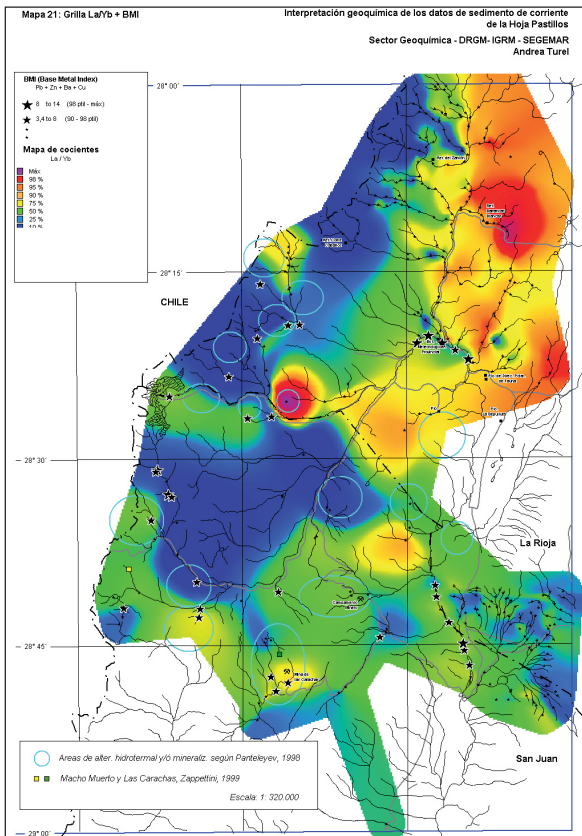 Mapa 21: Grilla La/Yb + BMI
Interpretación geoquímica de los datos de sedimento de corriente
de la Hoja Pastillos
Sector Geoquímica - DRGM- IGRM - SEGEMAR
Andrea Turel
BMI (Base Metal Index)
Pb + Zn + Ba + Cu
8 to 14 (98 ptil - máx)
3,4 to 8 (90 - 98 ptil)
Mapa de cocientes
La / Yb
Máx
98 %
95 %
90 %
75 %
50 %
25 %
10 %
28° 00'
28° 15'
CHILE
28° 30'
La Rioja
28° 45'
San Juan
29° 00'
Areas de alter. hidrotermal y/ó mineraliz. según Panteleyev, 1998
Macho Muerto y Las Carachas, Zappettini, 1999
Escala: 1: 320.000